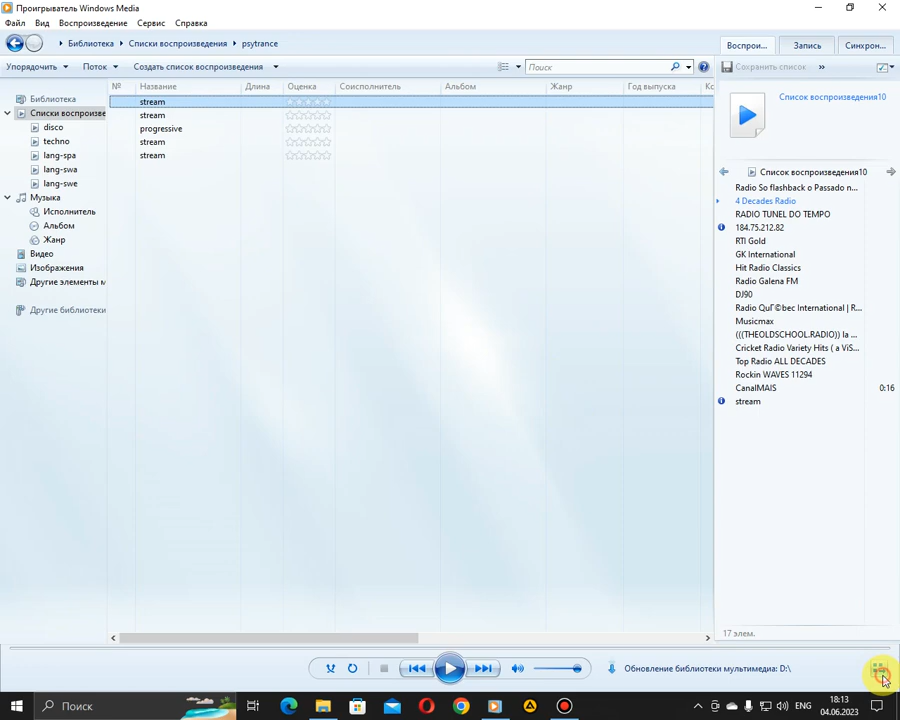 Проигрыватель Windows Media
Файл Вид Воспроизведение Сервис Справка
Библиотека Списки воспроизведения psytrance
Воспрои... Запись Синхрон...
Упорядочить Поток Создать список воспроизведения Поиск Сохранить список »
№ Название Длина Оценка Соисполнитель Альбом Жанр Год выпуска Кс
stream
stream
progressive
stream
stream
Библиотека
Списки воспроизве
disco
techno
lang-spa
lang-swa
lang-swe
Музыка
Исполнитель
Альбом
Жанр
Видео
Изображения
Другие элементы м
Другие библиотеки
Список воспроизведения10
Список воспроизведения10
Radio So flashback o Passado n...
4 Decades Radio
RADIO TUNEL DO TEMPO
184.75.212.82
RTI Gold
GK International
Hit Radio Classics
Radio Galena FM
DJ90
Radio QuГ©bec International | R...
Musicmax
(((THEOLDSCHOOL.RADIO))) la ...
Cricket Radio Variety Hits ( a ViS...
Top Radio ALL DECADES
Rockin WAVES 11294
CanalMAIS 0:16
stream
17 элем.
Обновление библиотеки мультимедиа: D:\
Поиск
ENG
18:13
04.06.2023